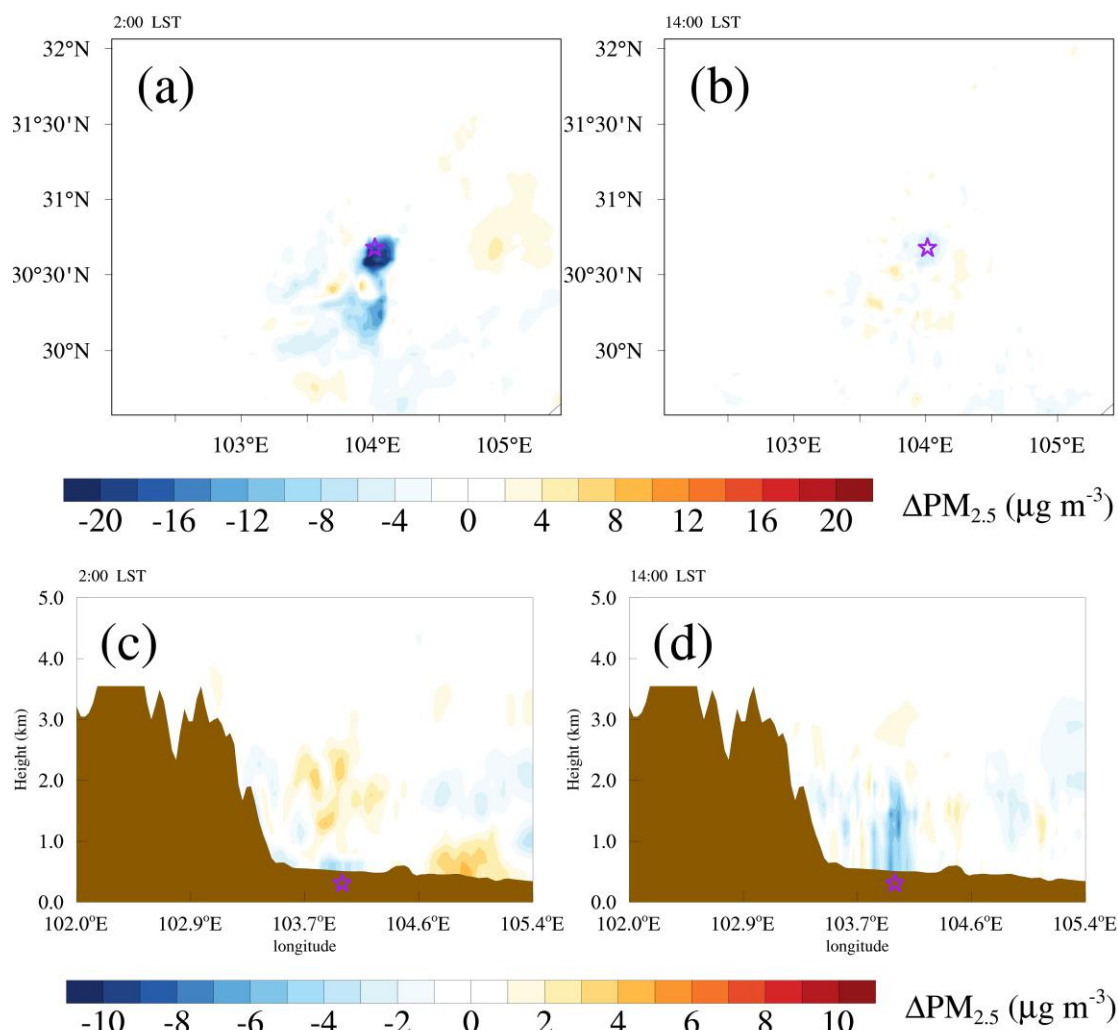 2:00 LST
14:00 LST
(a)
(b)
32°N
31°30'N
31°N
30°30'N
30°N
32°N
31°30'N
31°N
30°30'N
30°N
103°E 104°E 105°E
103°E 104°E 105°E
-20 -16 -12 -8 -4 0 4 8 12 16 20
ΔPM2.5 (μg m-3)
2:00 LST
14:00 LST
(c)
(d)
5.0
4.0
3.0
2.0
1.0
0.0
Height (km)
5.0
4.0
3.0
2.0
1.0
0.0
Height (km)
102.0°E 102.9°E 103.7°E 104.6°E 105.4°E
longitude
102.0°E 102.9°E 103.7°E 104.6°E 105.4°E
longitude
-10 -8 -6 -4 -2 0 2 4 6 8 10
ΔPM2.5 (μg m-3)